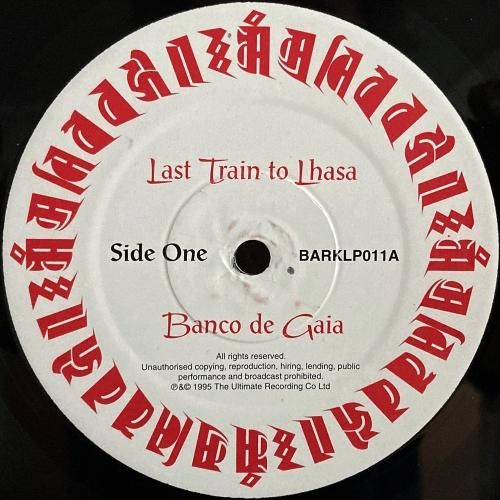 Last Train to Lhasa
Side One
BARKLP011A
Banco de Gaia
All rights reserved.
Unauthorised copying, reproduction, hiring, lending, public
performance and broadcast prohibited.
℗&© 1995 The Ultimate Recording Co Ltd